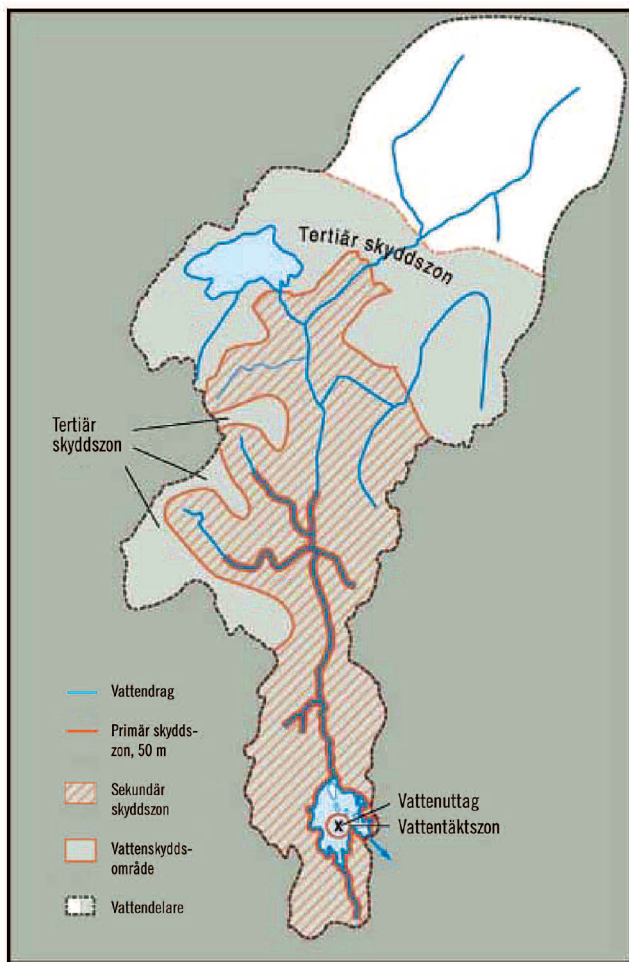 Tertiär skyddszon
Tertiär
skyddszon
Vattendrag
Primär skydds-
zon, 50 m
Sekundär
skyddszon
Vattenskydds-
område
Vattendelare
Vattenuttag
Vattentäktszon
x